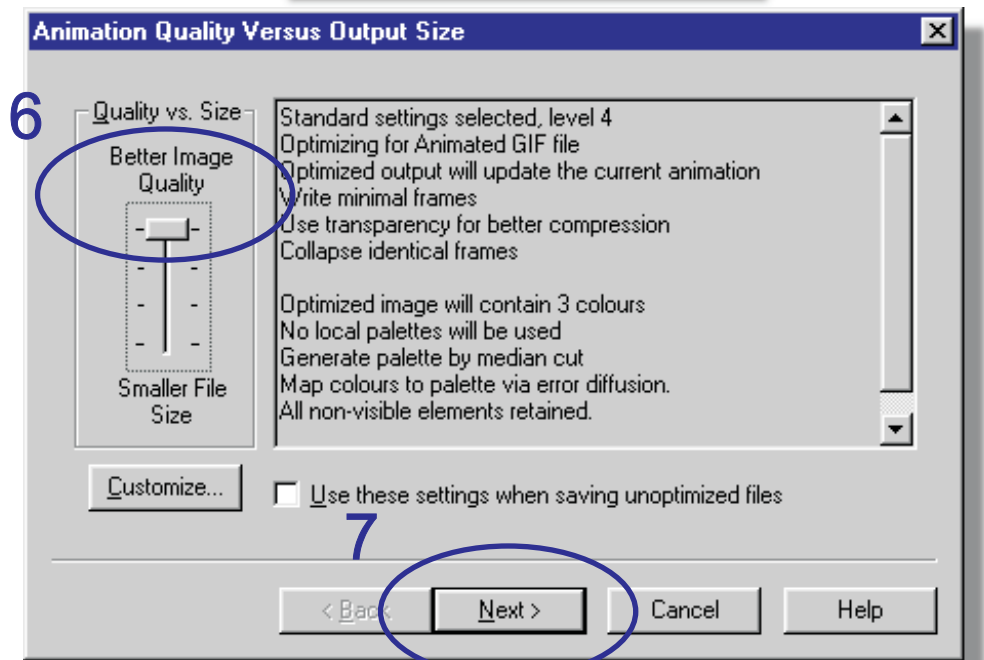 Animation Quality Versus Output Size
6
Quality vs. Size
Better Image
Quality
Smaller File
Size
Customize...
Standard settings selected, level 4
Optimizing for Animated GIF file
Optimized output will update the current animation
Write minimal frames
Use transparency for better compression
Collapse identical frames
Optimized image will contain 3 colours
No local palettes will be used
Generate palette by median cut
Map colours to palette via error diffusion.
All non-visible elements retained.
Use these settings when saving unoptimized files
7
< Back
Next >
Cancel
Help